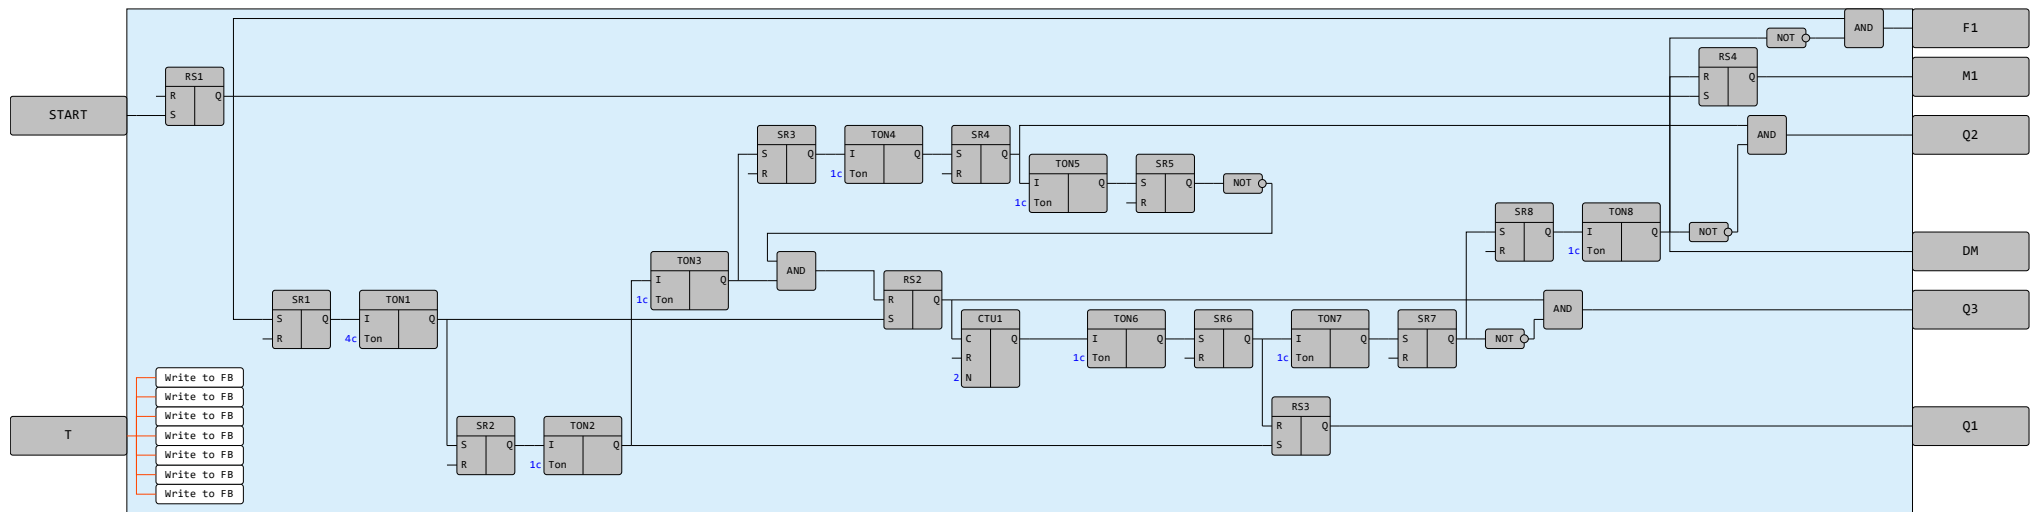 AND
F1
NOT
RS4
R Q
S
M1
RS1
R Q
S
START
AND
Q2
SR3
S Q
R
TON4
I Q
1c Ton
SR4
S Q
R
TON5
I Q
1c Ton
SR5
S Q
R
NOT
SR8
S Q
R
TON8
I Q
1c Ton
NOT
DM
TON3
I Q
1c Ton
AND
RS2
R Q
S
SR1
S Q
R
TON1
I Q
4c Ton
CTU1
C Q
R
2 N
TON6
I Q
1c Ton
SR6
S Q
R
TON7
I Q
1c Ton
SR7
S Q
R
NOT
AND
Q3
Write to FB
Write to FB
Write to FB
Write to FB
Write to FB
Write to FB
Write to FB
T
SR2
S Q
R
TON2
I Q
1c Ton
RS3
R Q
S
Q1